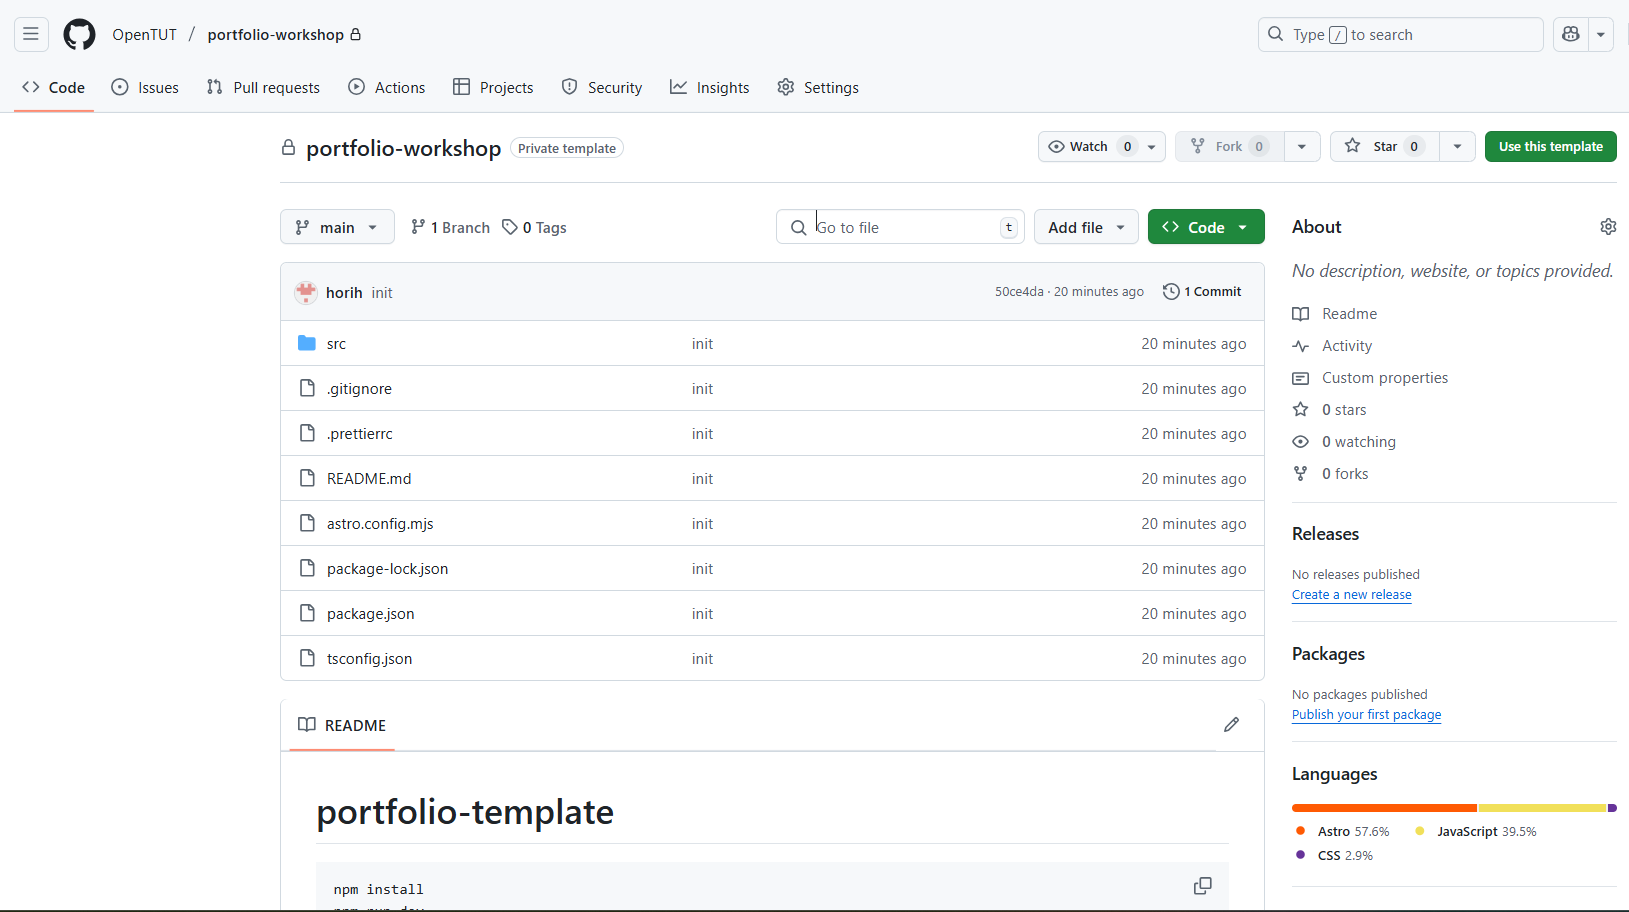 OpenTUT / portfolio-workshop
Type / to search
Code Issues Pull requests Actions Projects Security Insights Settings
portfolio-workshop Private template
Watch 0 Fork 0 Star 0 Use this template
main 1 Branch 0 Tags Go to file t Add file Code
horih init 50ce4da · 20 minutes ago 1 Commit
src init 20 minutes ago
.gitignore init 20 minutes ago
.prettierrc init 20 minutes ago
README.md init 20 minutes ago
astro.config.mjs init 20 minutes ago
package-lock.json init 20 minutes ago
package.json init 20 minutes ago
tsconfig.json init 20 minutes ago
README
portfolio-template
npm install
npm run dev
About
No description, website, or topics provided.
Readme
Activity
Custom properties
0 stars
0 watching
0 forks
Releases
No releases published
Create a new release
Packages
No packages published
Publish your first package
Languages
Astro 57.6% JavaScript 39.5%
CSS 2.9%